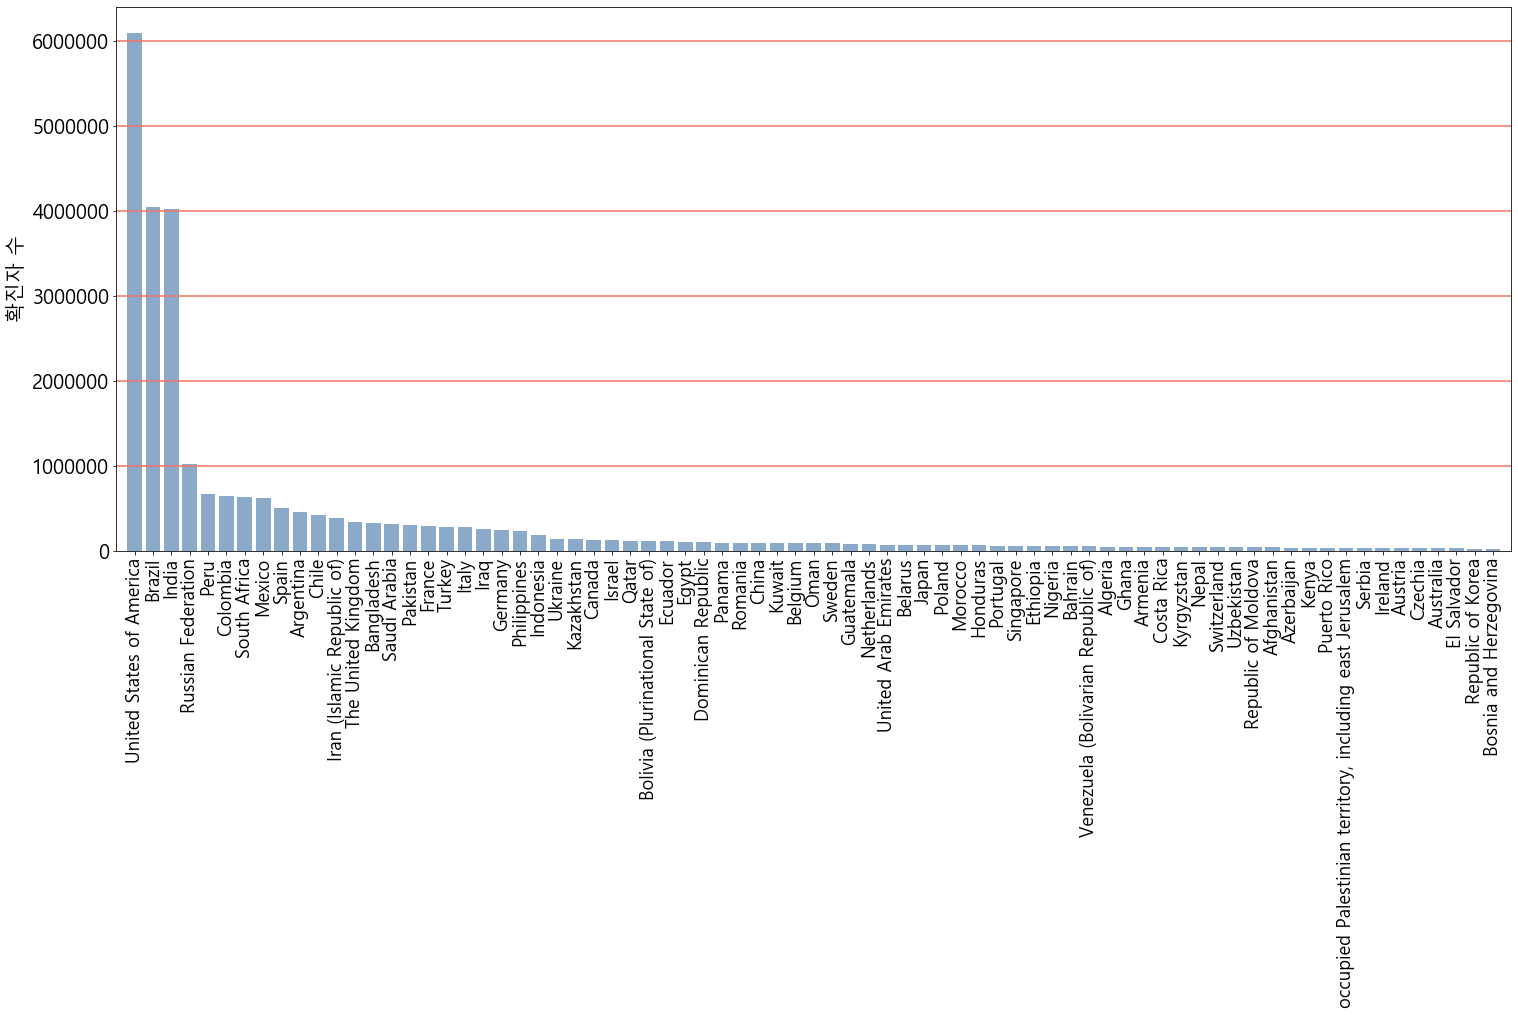 6000000
5000000
4000000
3000000
2000000
1000000
0
확진자 수
United States of America
Brazil
India
Russian Federation
Peru
Colombia
South Africa
Mexico
Spain
Argentina
Chile
Iran (Islamic Republic of)
The United Kingdom
Bangladesh
Saudi Arabia
Pakistan
France
Turkey
Italy
Iraq
Germany
Philippines
Indonesia
Ukraine
Kazakhstan
Canada
Israel
Qatar
Bolivia (Plurinational State of)
Ecuador
Egypt
Dominican Republic
Panama
Romania
China
Kuwait
Belgium
Oman
Sweden
Guatemala
Netherlands
United Arab Emirates
Belarus
Japan
Poland
Morocco
Honduras
Portugal
Singapore
Ethiopia
Nigeria
Bahrain
Venezuela (Bolivarian Republic of)
Algeria
Ghana
Armenia
Costa Rica
Kyrgyzstan
Nepal
Switzerland
Uzbekistan
Republic of Moldova
Afghanistan
Azerbaijan
Kenya
Puerto Rico
occupied Palestinian territory, including east Jerusalem
Serbia
Ireland
Austria
Czechia
Australia
El Salvador
Republic of Korea
Bosnia and Herzegovina